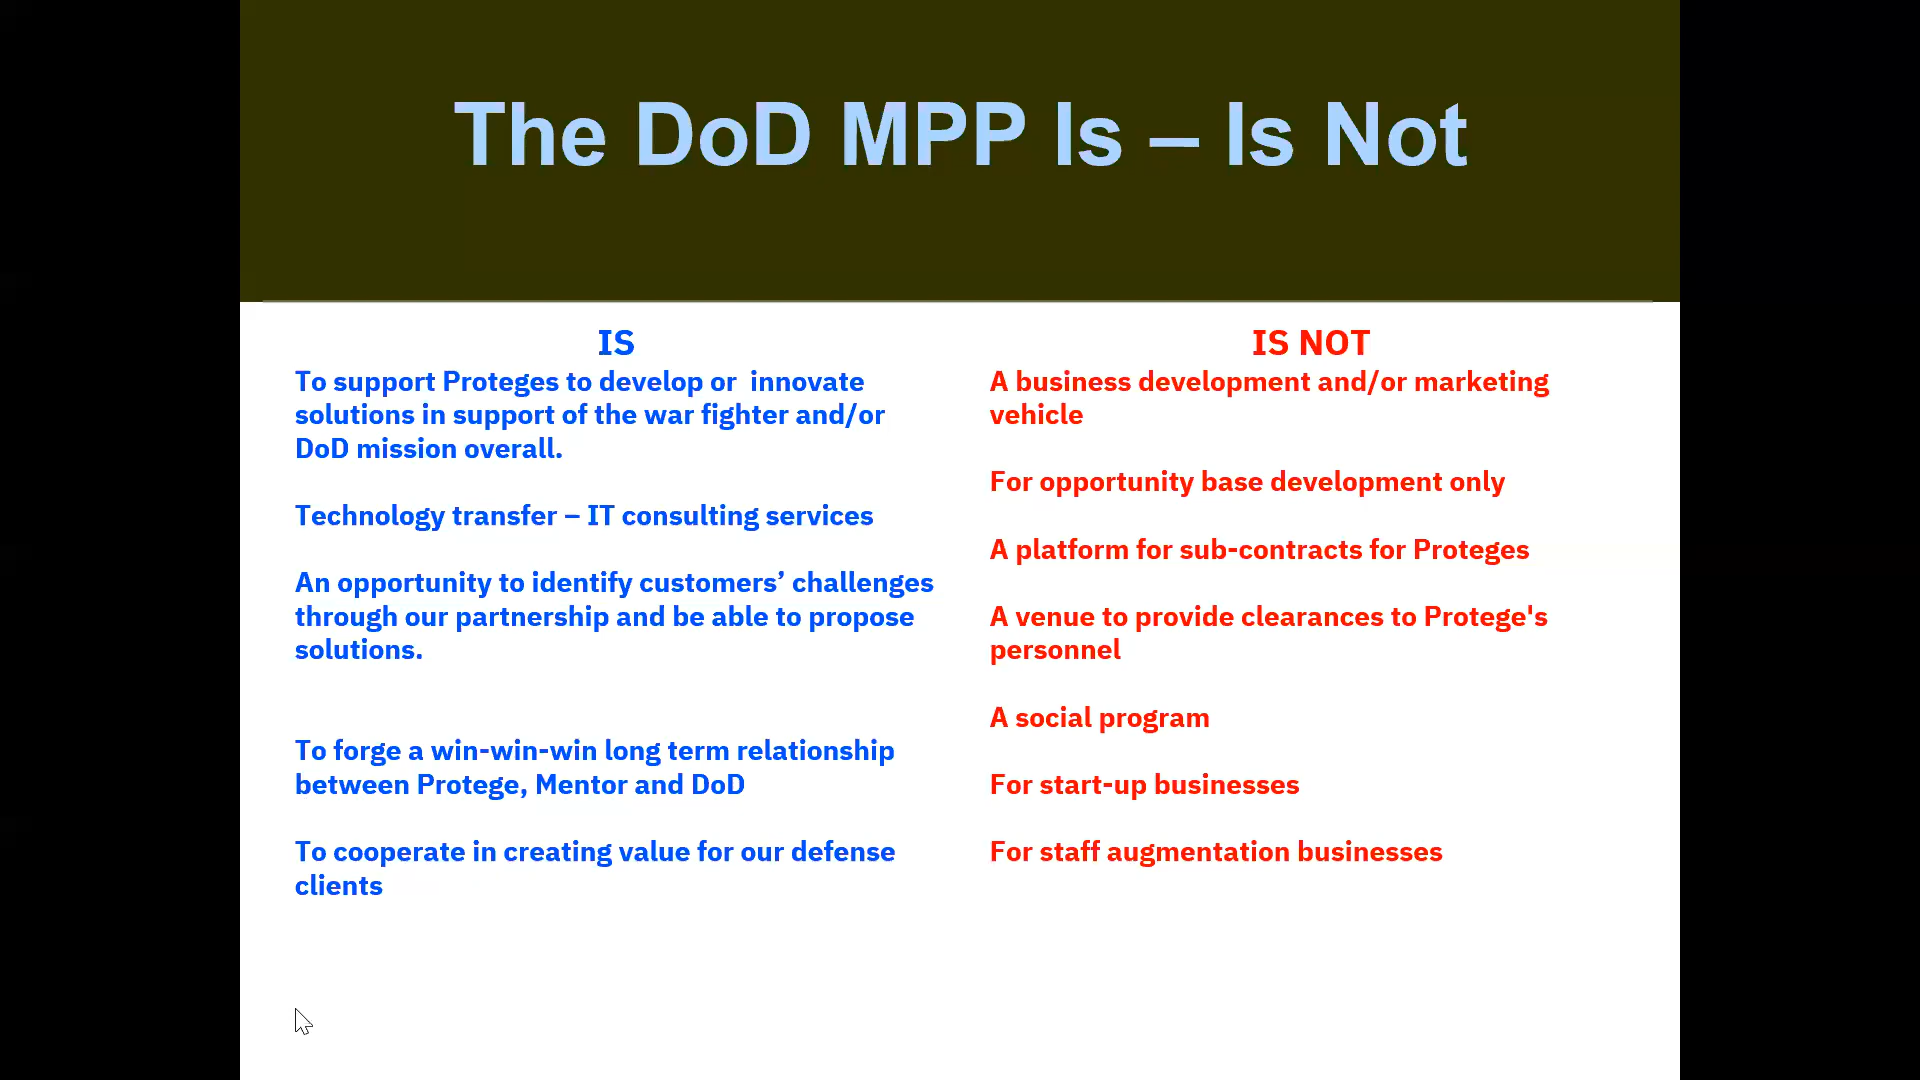 The DoD MPP Is – Is Not
IS
To support Proteges to develop or  innovate
solutions in support of the war fighter and/or
DoD mission overall.
Technology transfer – IT consulting services
An opportunity to identify customers’ challenges
through our partnership and be able to propose
solutions.
To forge a win-win-win long term relationship
between Protege, Mentor and DoD
To cooperate in creating value for our defense
clients
IS NOT
A business development and/or marketing
vehicle
For opportunity base development only
A platform for sub-contracts for Proteges
A venue to provide clearances to Protege's
personnel
A social program
For start-up businesses
For staff augmentation businesses